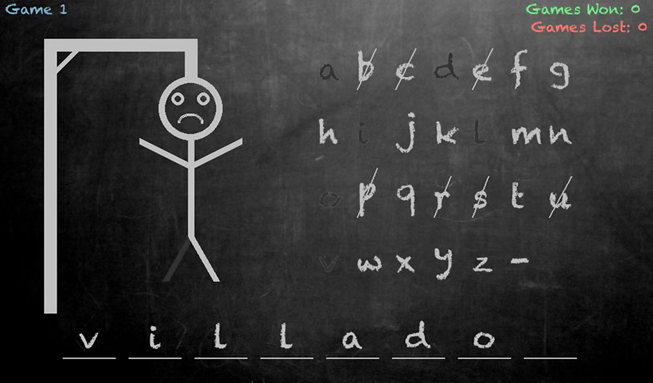 Game 1
Games Won: 0
Games Lost: 0
a b c d e f g
h i j k l m n
o p q r s t u
v w x y z -
v i l l a d o